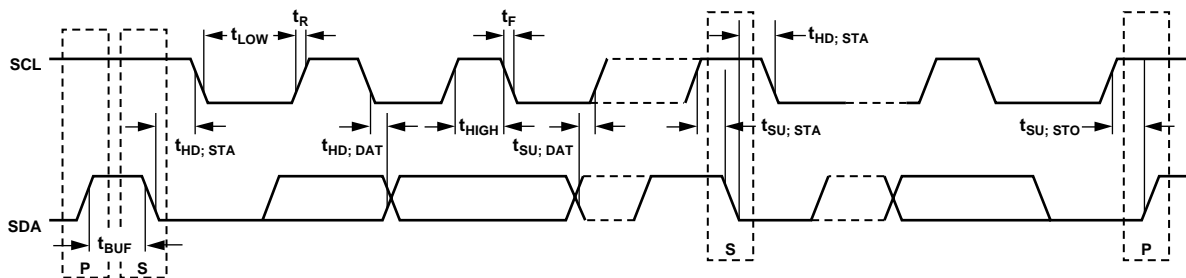 tR
tF
tLOW
tHD; STA
SCL
tHD; STA
tHD; DAT
tHIGH
tSU; DAT
tSU; STA
tSU; STO
SDA
tBUF
P
S
S
P